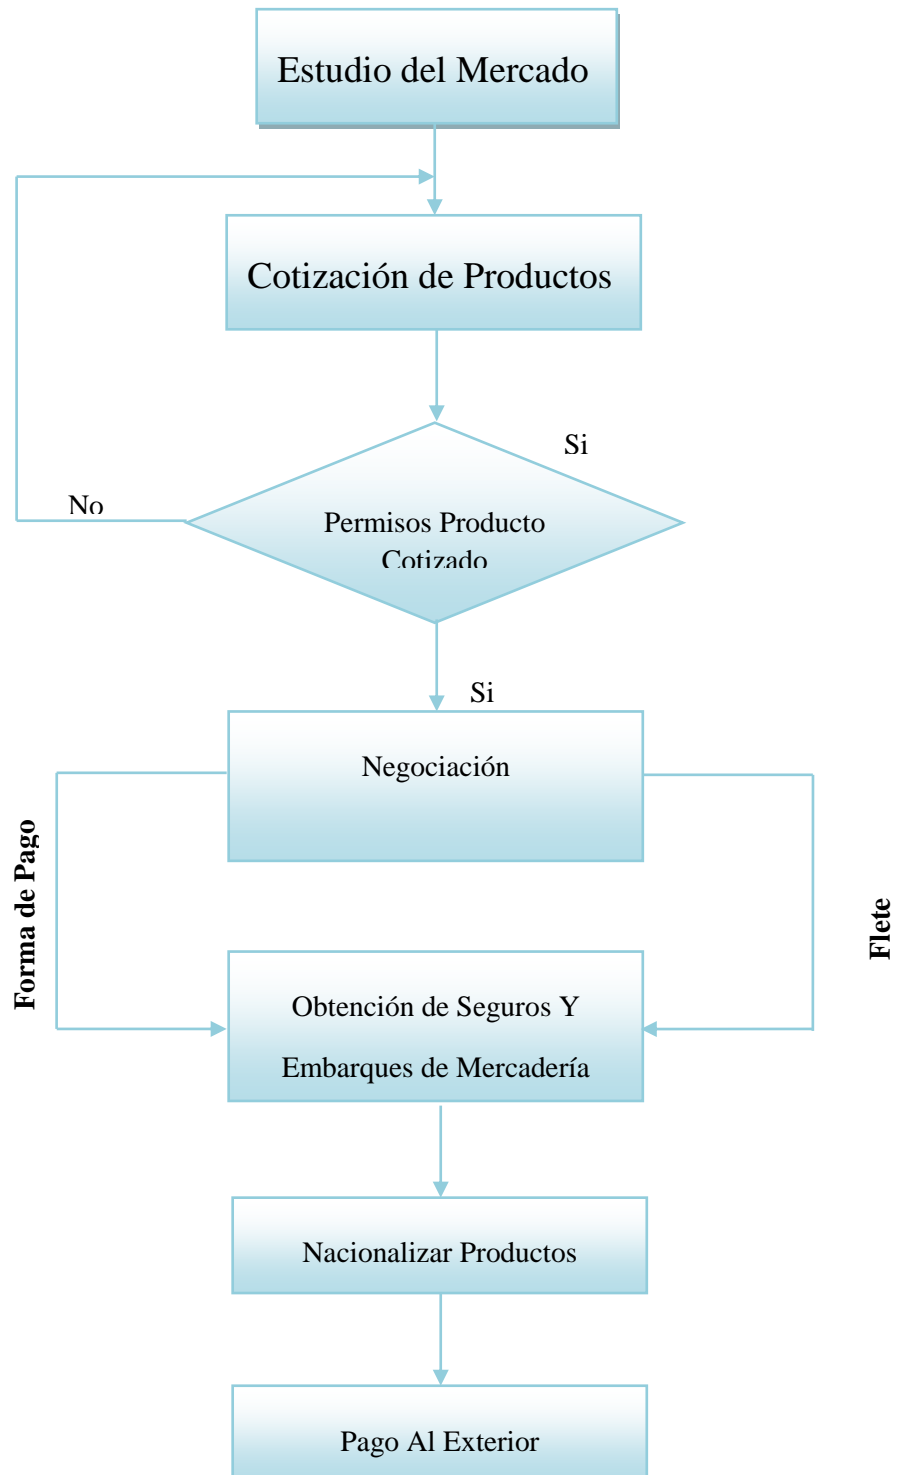 Estudio del Mercado
Cotización de Productos
Si
No
Permisos Producto
Cotizado
Si
Negociación
Forma de Pago
Flete
Obtención de Seguros Y
Embarques de Mercadería
Nacionalizar Productos
Pago Al Exterior